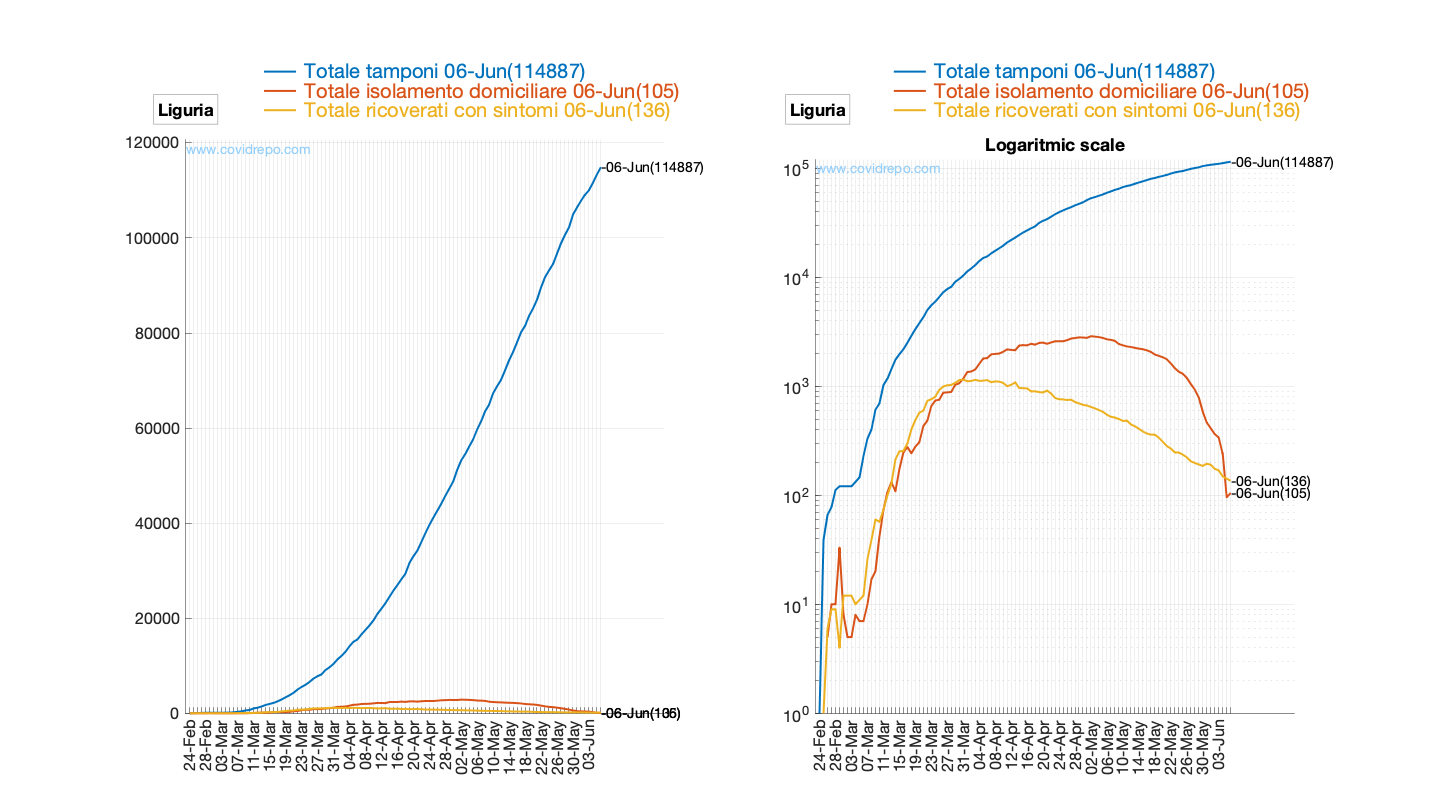 Totale tamponi 06-Jun(114887)
Totale isolamento domiciliare 06-Jun(105)
Totale ricoverati con sintomi 06-Jun(136)
Liguria
www.covidrepo.com
120000
100000
80000
60000
40000
20000
0
-06-Jun(114887)
24-Feb
28-Feb
03-Mar
07-Mar
11-Mar
15-Mar
19-Mar
23-Mar
27-Mar
31-Mar
04-Apr
08-Apr
12-Apr
16-Apr
20-Apr
24-Apr
28-Apr
02-May
06-May
10-May
14-May
18-May
22-May
26-May
30-May
03-Jun
Totale tamponi 06-Jun(114887)
Totale isolamento domiciliare 06-Jun(105)
Totale ricoverati con sintomi 06-Jun(136)
Liguria
Logaritmic scale
www.covidrepo.com
10^5
10^4
10^3
10^2
10^1
10^0
-06-Jun(114887)
-06-Jun(136)
-06-Jun(105)
24-Feb
28-Feb
03-Mar
07-Mar
11-Mar
15-Mar
19-Mar
23-Mar
27-Mar
31-Mar
04-Apr
08-Apr
12-Apr
16-Apr
20-Apr
24-Apr
28-Apr
02-May
06-May
10-May
14-May
18-May
22-May
26-May
30-May
03-Jun